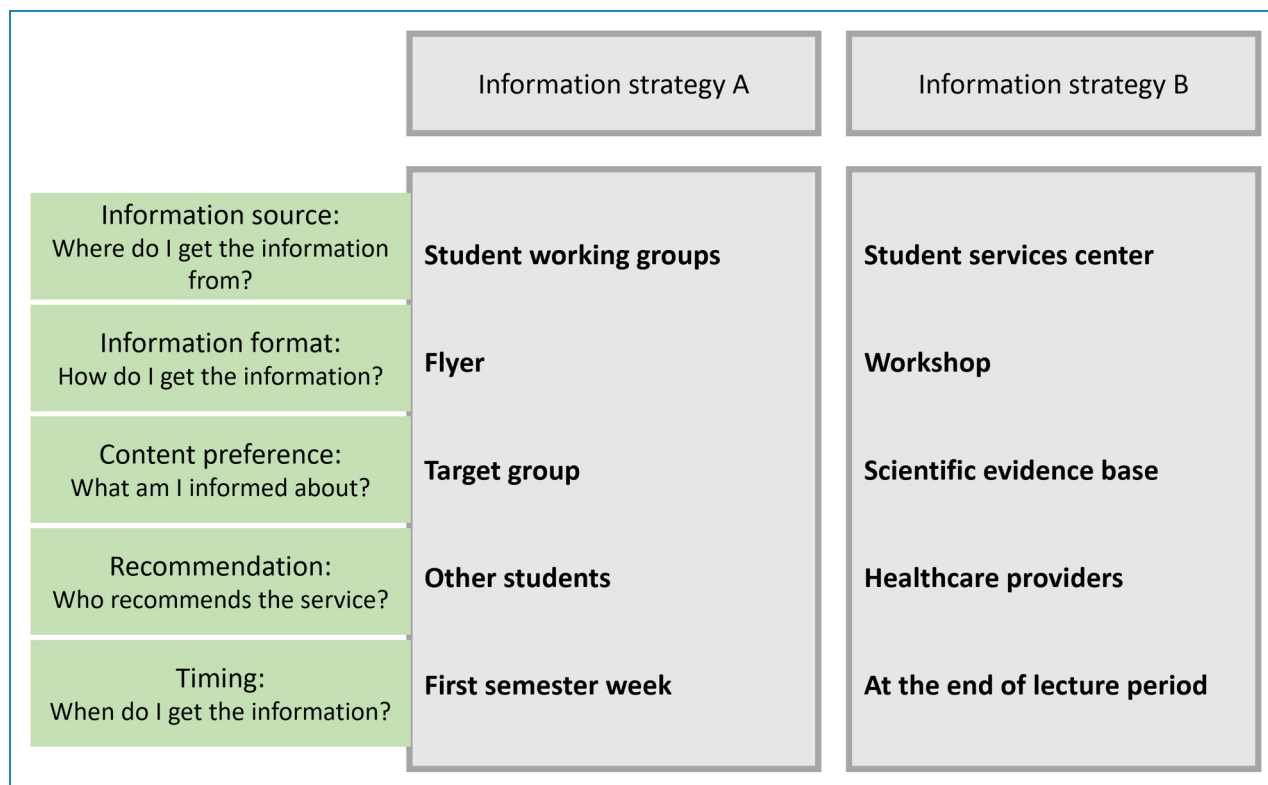 Information strategy A
Information strategy B
Information source:
Where do I get the information
from?
Student working groups
Student services center
Information format:
How do I get the information?
Flyer
Workshop
Content preference:
What am I informed about?
Target group
Scientific evidence base
Recommendation:
Who recommends the service?
Other students
Healthcare providers
Timing:
When do I get the information?
First semester week
At the end of lecture period